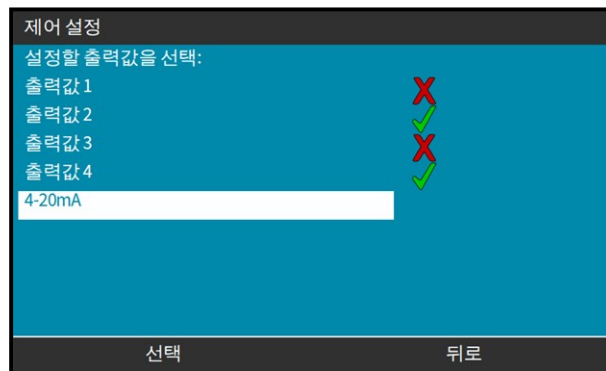 제어 설정
설정할 출력값을 선택:
출력값 1
출력값 2
출력값 3
출력값 4
4-20mA
선택 뒤로